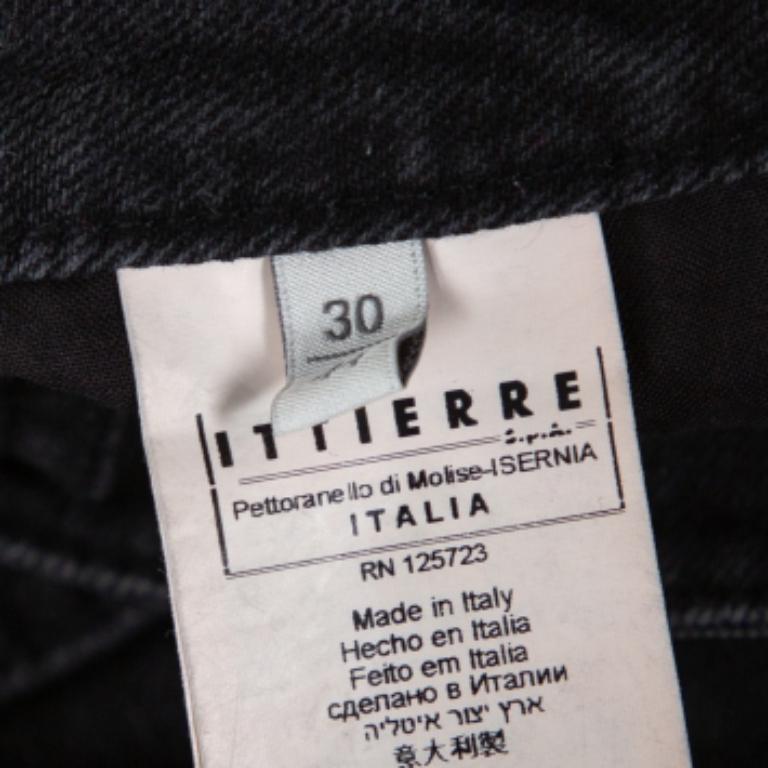 30
ITTIERRE
S.p.A.
Pettoranello di Molise-ISERNIA
ITALIA
RN 125723
Made in Italy
Hecho en Italia
Feito em Italia
сделано в Италии
ארץ יצור איטליה
意大利製